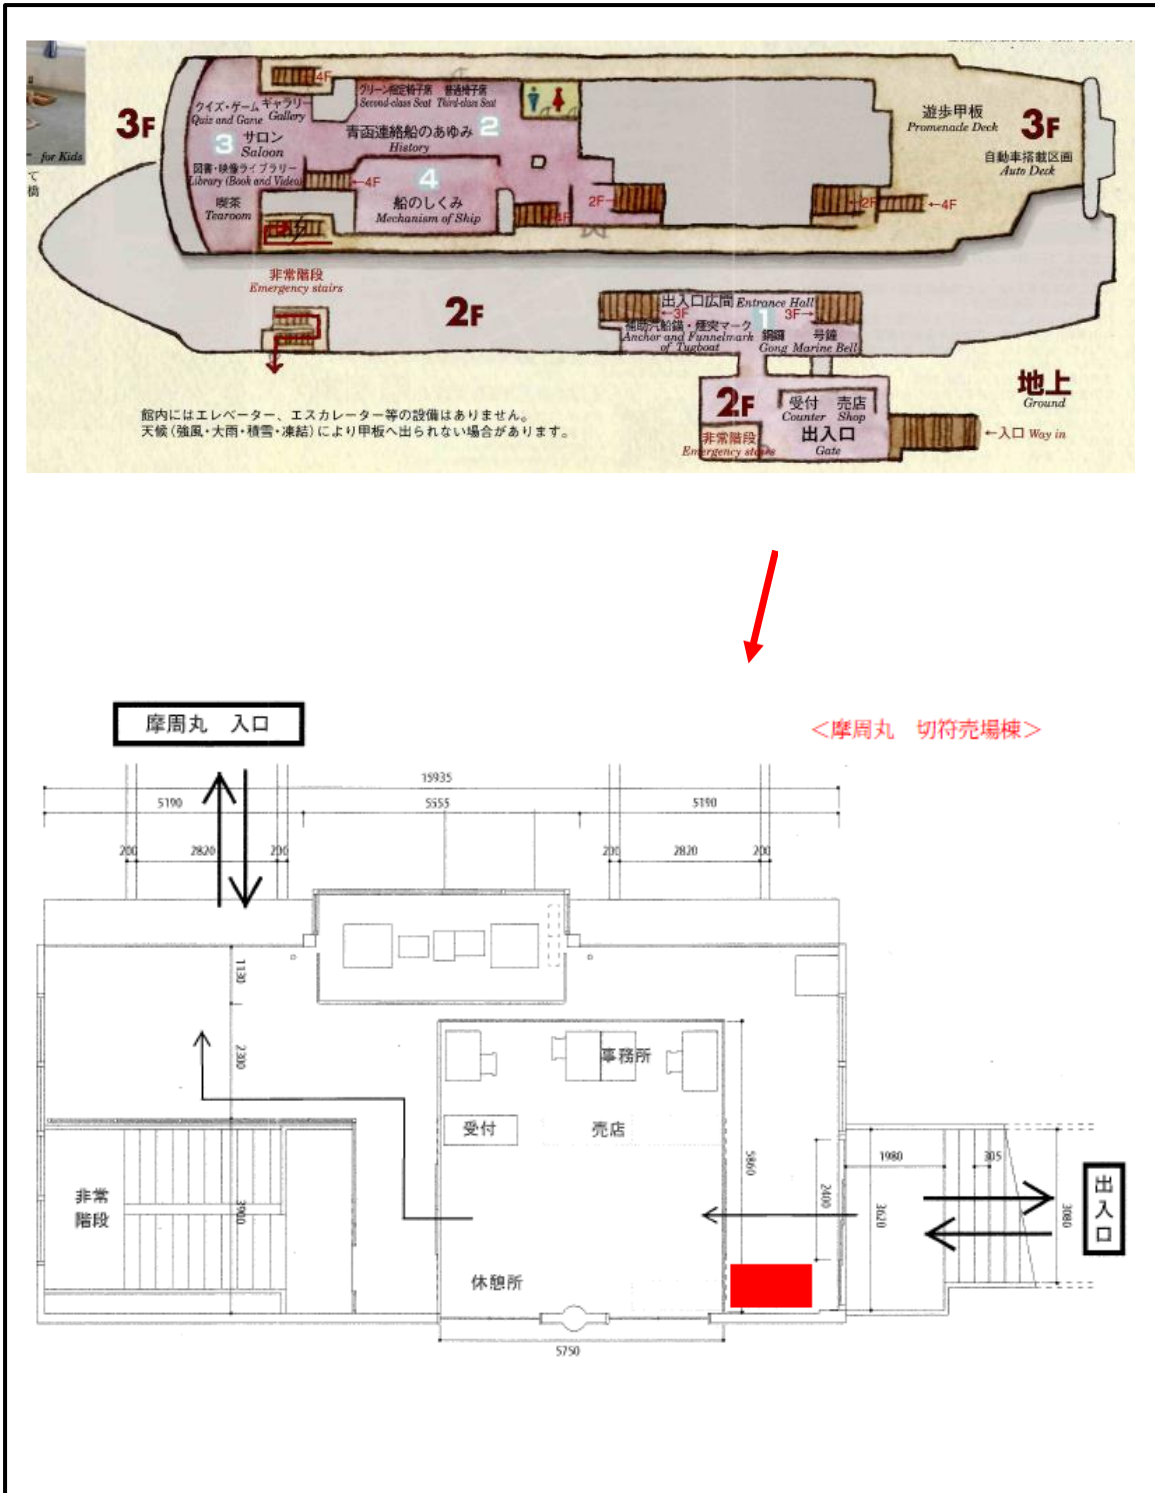 for Kids
て
橋
3F
←4F
クイズ・ゲーム
Quiz and Game
ギャラリー
Gallery
グリーン指定椅子席
Second-class Seat
普通椅子席
Third-class Seat
3
サロン
Saloon
青函連絡船のあゆみ
History
2
図書・映像ライブラリー
Library (Book and Video)
←4F
4
船のしくみ
Mechanism of Ship
喫茶
Tearoom
4F
2F→
←2F
←4F
遊歩甲板
Promenade Deck
3F
自動車搭載区画
Auto Deck
非常階段
Emergency stairs
2F
出入口広間 Entrance Hall
←3F
3F→
1
補助汽船錨・煙突マーク
Anchor and Funnelmark
of Tugboat
銅鑼
Gong
号鐘
Marine Bell
2F
受付
Counter
売店
Shop
出入口
Gate
非常階段
Emergency stairs
地上
Ground
←入口 Way in
館内にはエレベーター、エスカレーター等の設備はありません。
天候(強風・大雨・積雪・凍結)により甲板へ出られない場合があります。
摩周丸 入口
<摩周丸 切符売場棟>
15935
5190
5555
5190
200
2820
200
200
2820
200
1130
2300
3900
事務所
受付
売店
5860
2400
1980
305
3620
3080
出入口
非常
階段
休憩所
5750